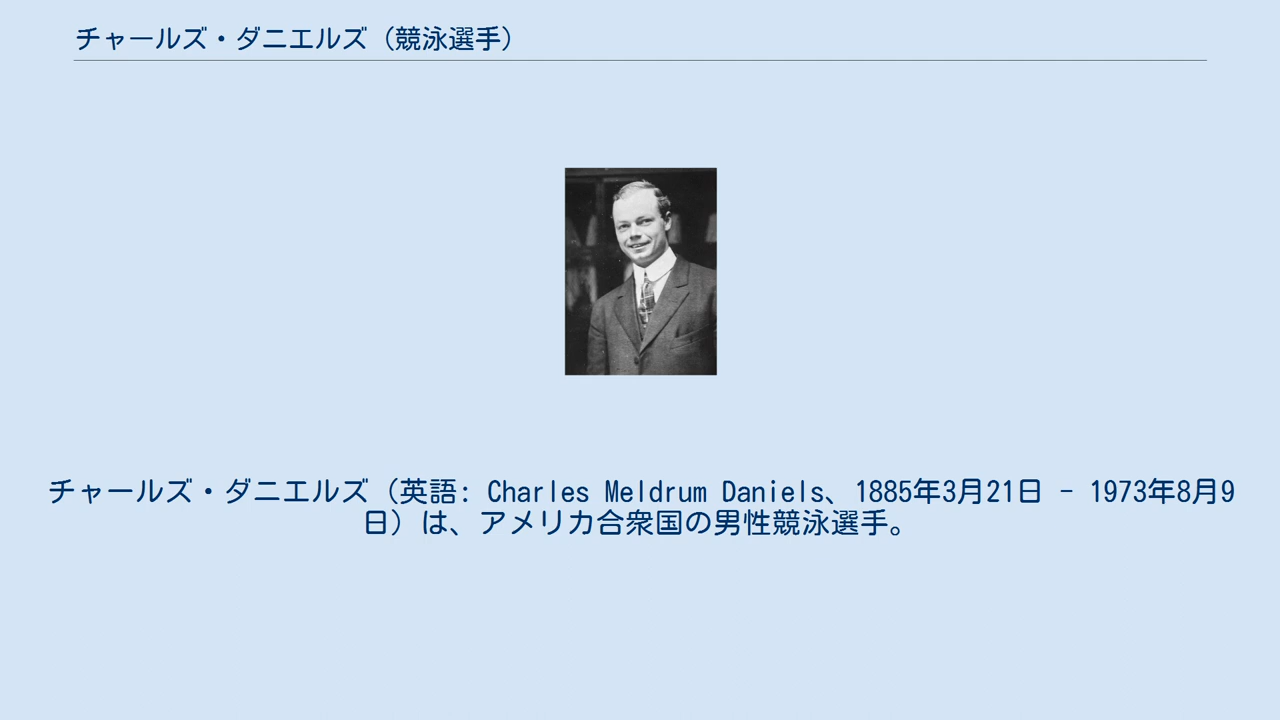 チャールズ・ダニエルズ（競泳選手）
チャールズ・ダニエルズ（英語: Charles Meldrum Daniels、1885年3月21日 - 1973年8月9
日）は、アメリカ合衆国の男性競泳選手。